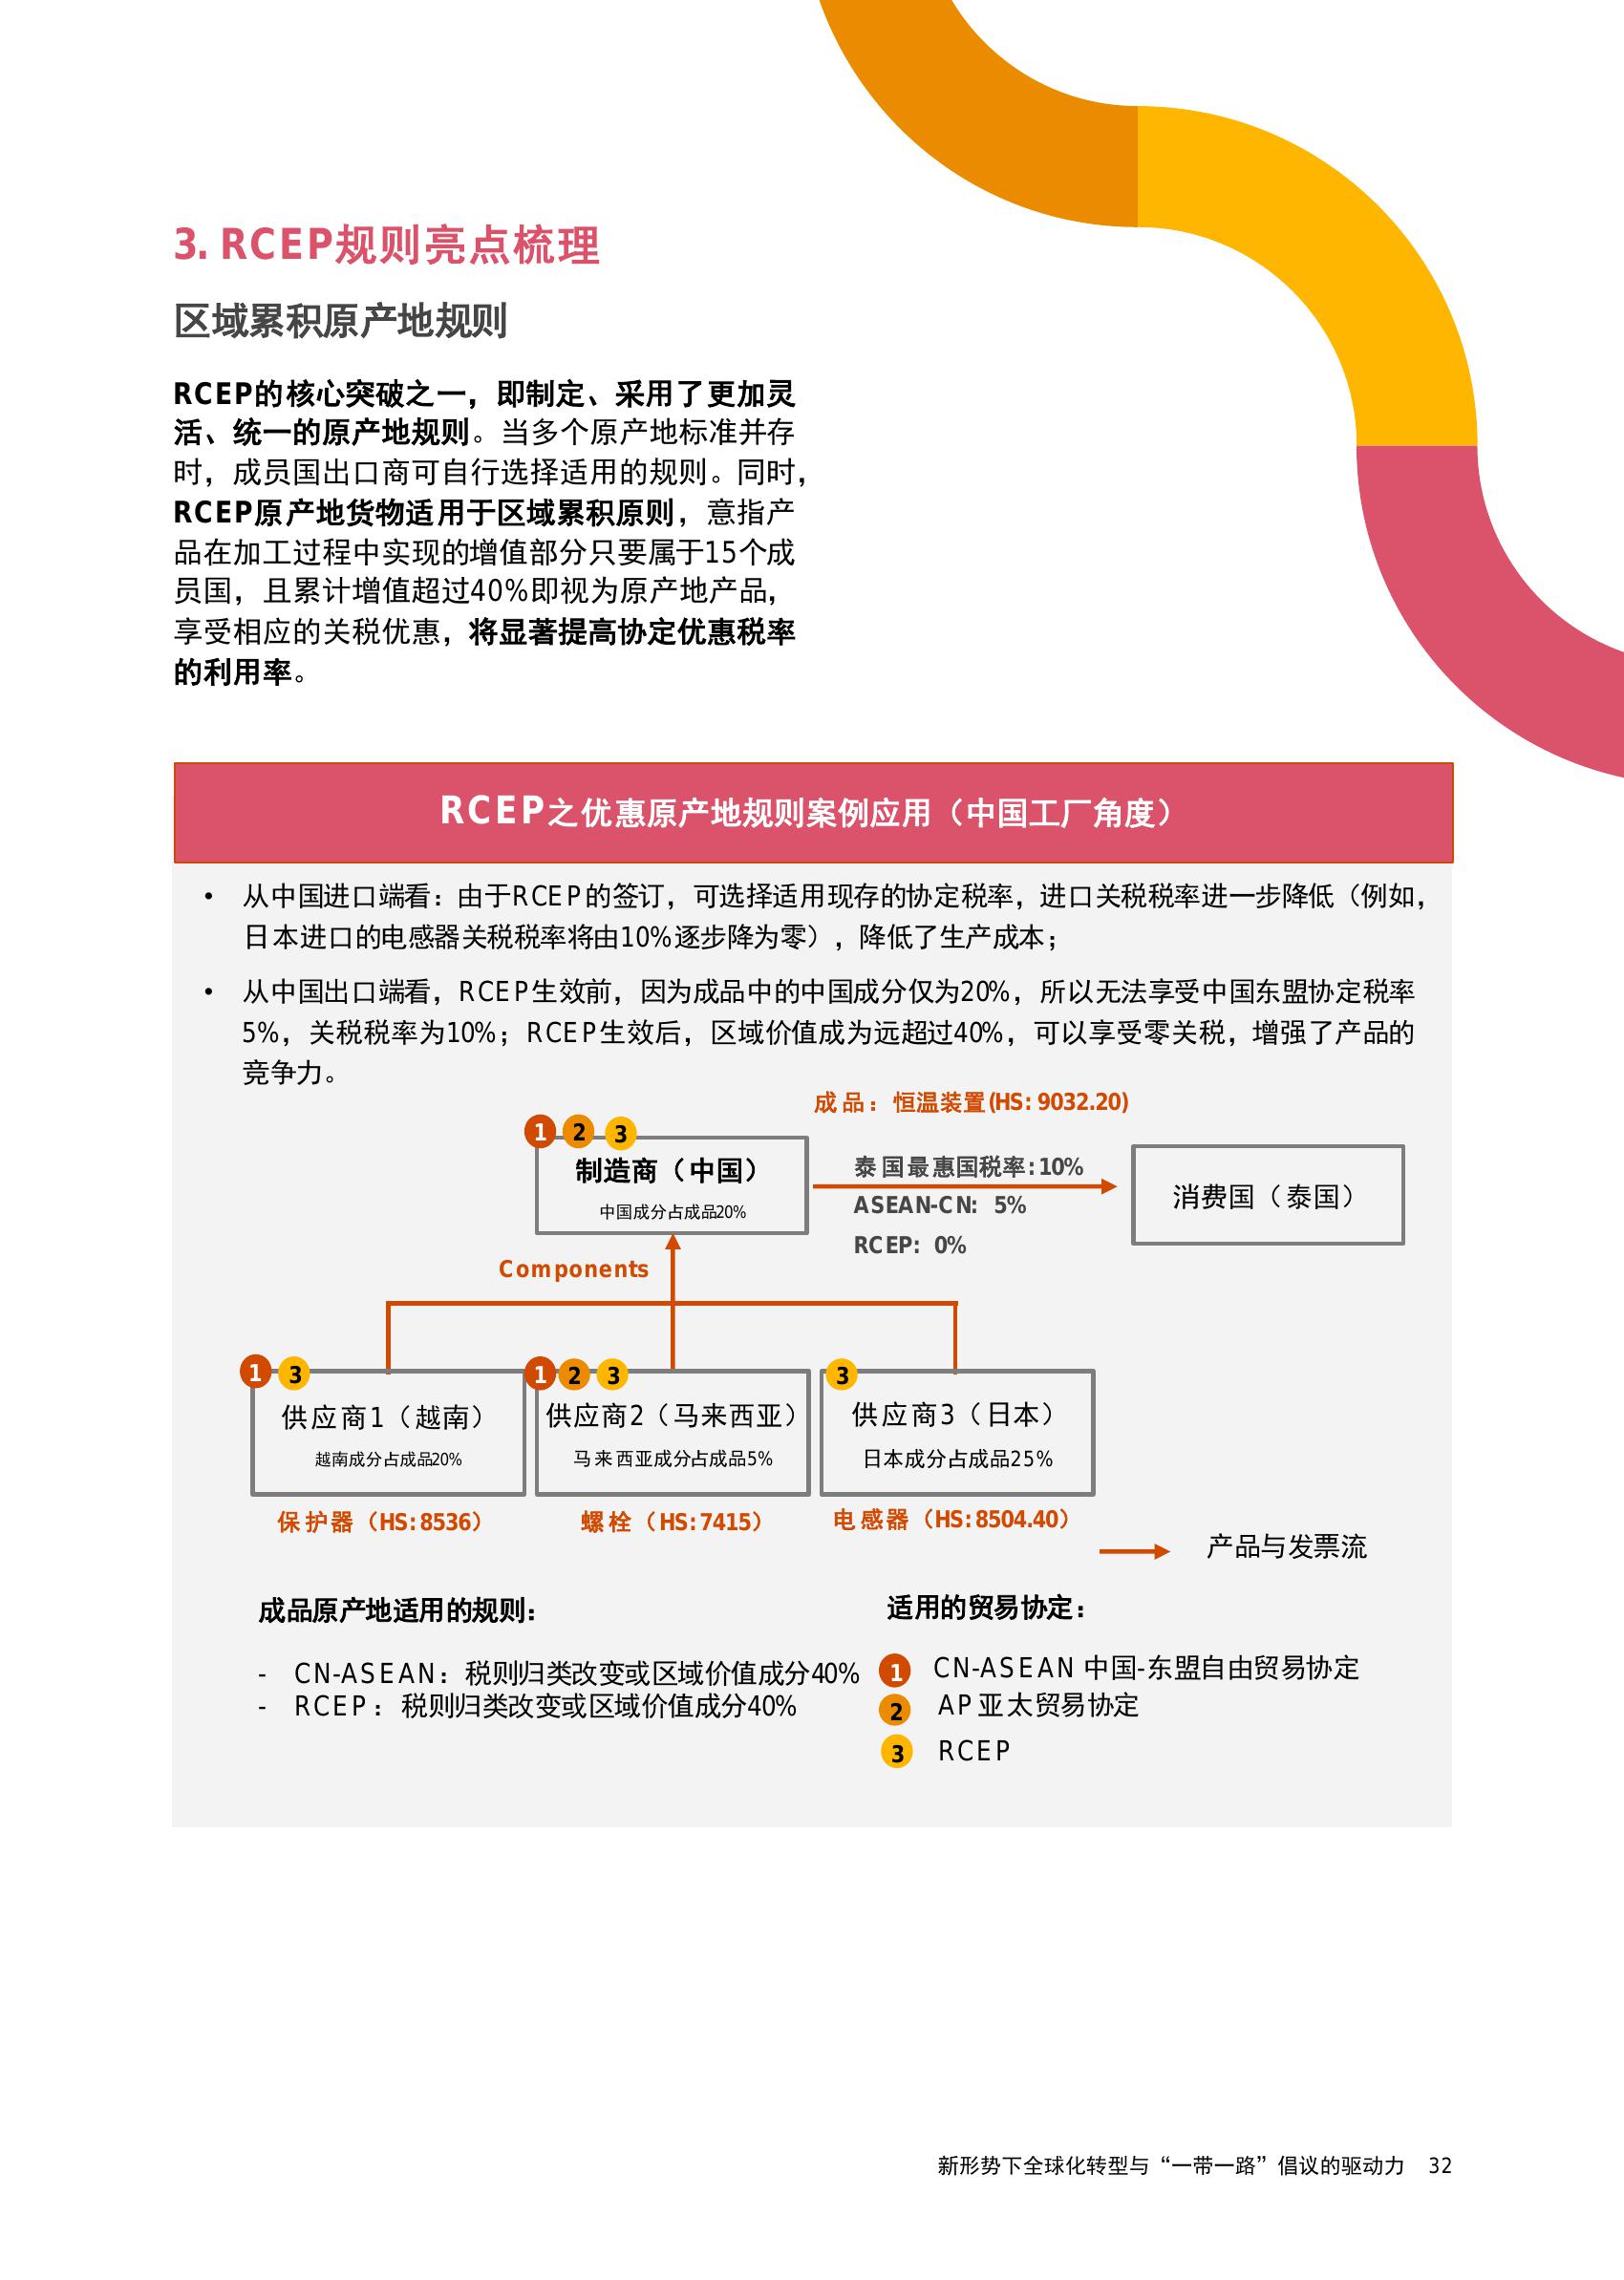 3. RCEP规则亮点梳理
区域累积原产地规则
RCEP的核心突破之一，即制定、采用了更加灵
活、统一的原产地规则。当多个原产地标准并存
时，成员国出口商可自行选择适用的规则。同时，
RCEP原产地货物适用于区域累积原则，意指产
品在加工过程中实现的增值部分只要属于15个成
员国，且累计增值超过40%即视为原产地产品，
享受相应的关税优惠，将显著提高协定优惠税率
的利用率。
RCEP之优惠原产地规则案例应用（中国工厂角度）
• 从中国进口端看：由于RCEP的签订，可选择适用现存的协定税率，进口关税税率进一步降低（例如，
日本进口的电感器关税税率将由10%逐步降为零），降低了生产成本；
• 从中国出口端看，RCEP生效前，因为成品中的中国成分仅为20%，所以无法享受中国东盟协定税率
5%，关税税率为10%；RCEP生效后，区域价值成为远超过40%，可以享受零关税，增强了产品的
竞争力。
成品：恒温装置(HS: 9032.20)
1 2 3
制造商（中国）
中国成分占成品20%
泰国最惠国税率:10%
ASEAN-CN: 5%
RCEP: 0%
消费国（泰国）
Components
1 3
供应商1（越南）
越南成分占成品20%
保护器（HS:8536）
1 2 3
供应商2（马来西亚）
马来西亚成分占成品5%
螺栓（HS:7415）
3
供应商3（日本）
日本成分占成品25%
电感器（HS:8504.40）
产品与发票流
成品原产地适用的规则:
- CN-ASEAN：税则归类改变或区域价值成分40%
- RCEP：税则归类改变或区域价值成分40%
适用的贸易协定：
1 CN-ASEAN 中国-东盟自由贸易协定
2 AP亚太贸易协定
3 RCEP
新形势下全球化转型与“一带一路”倡议的驱动力 32